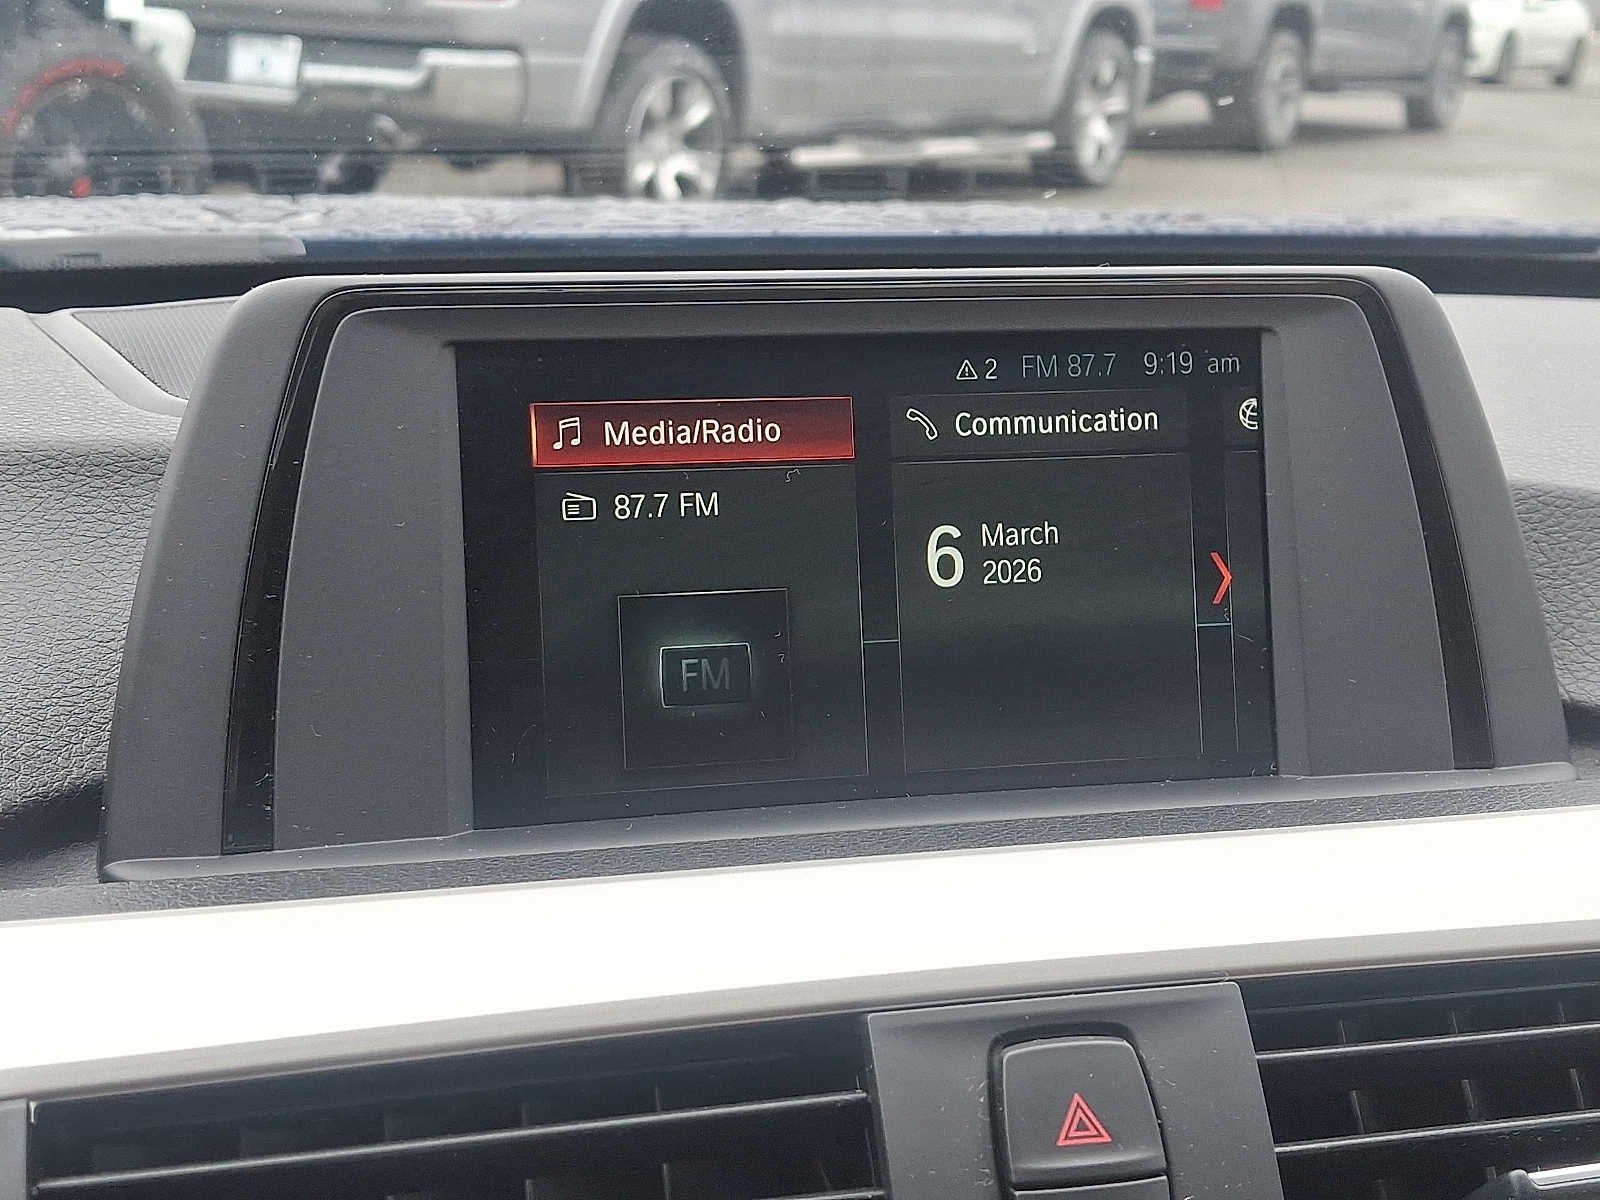 2 FM 87.7 9:19 am
Media/Radio
Communication
87.7 FM
6 March
2026
FM